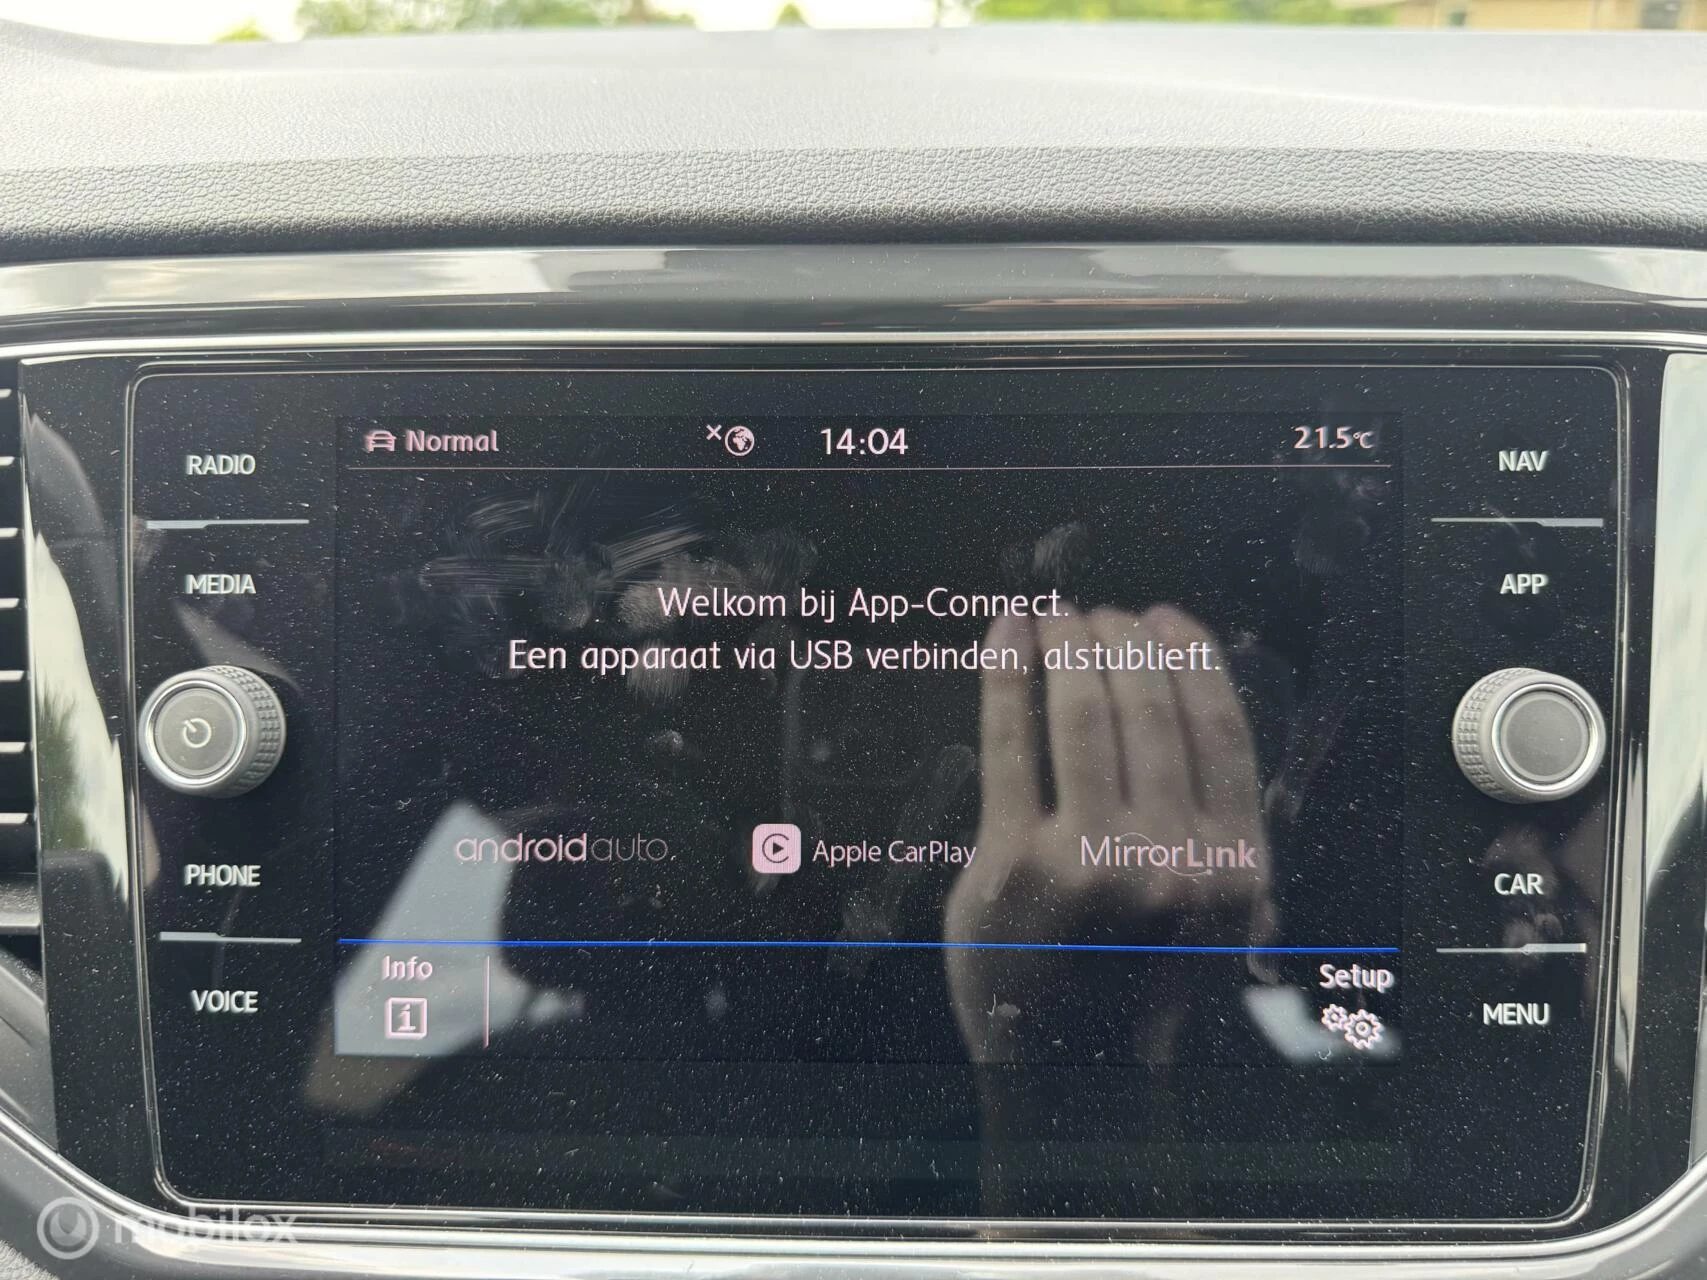 Normal 14:04 21.5°C
RADIO
NAV
MEDIA
APP
Welkom bij App-Connect.
Een apparaat via USB verbinden, alstublieft.
androidauto Apple CarPlay MirrorLink
PHONE
CAR
Info Setup
VOICE
MENU
mobilox